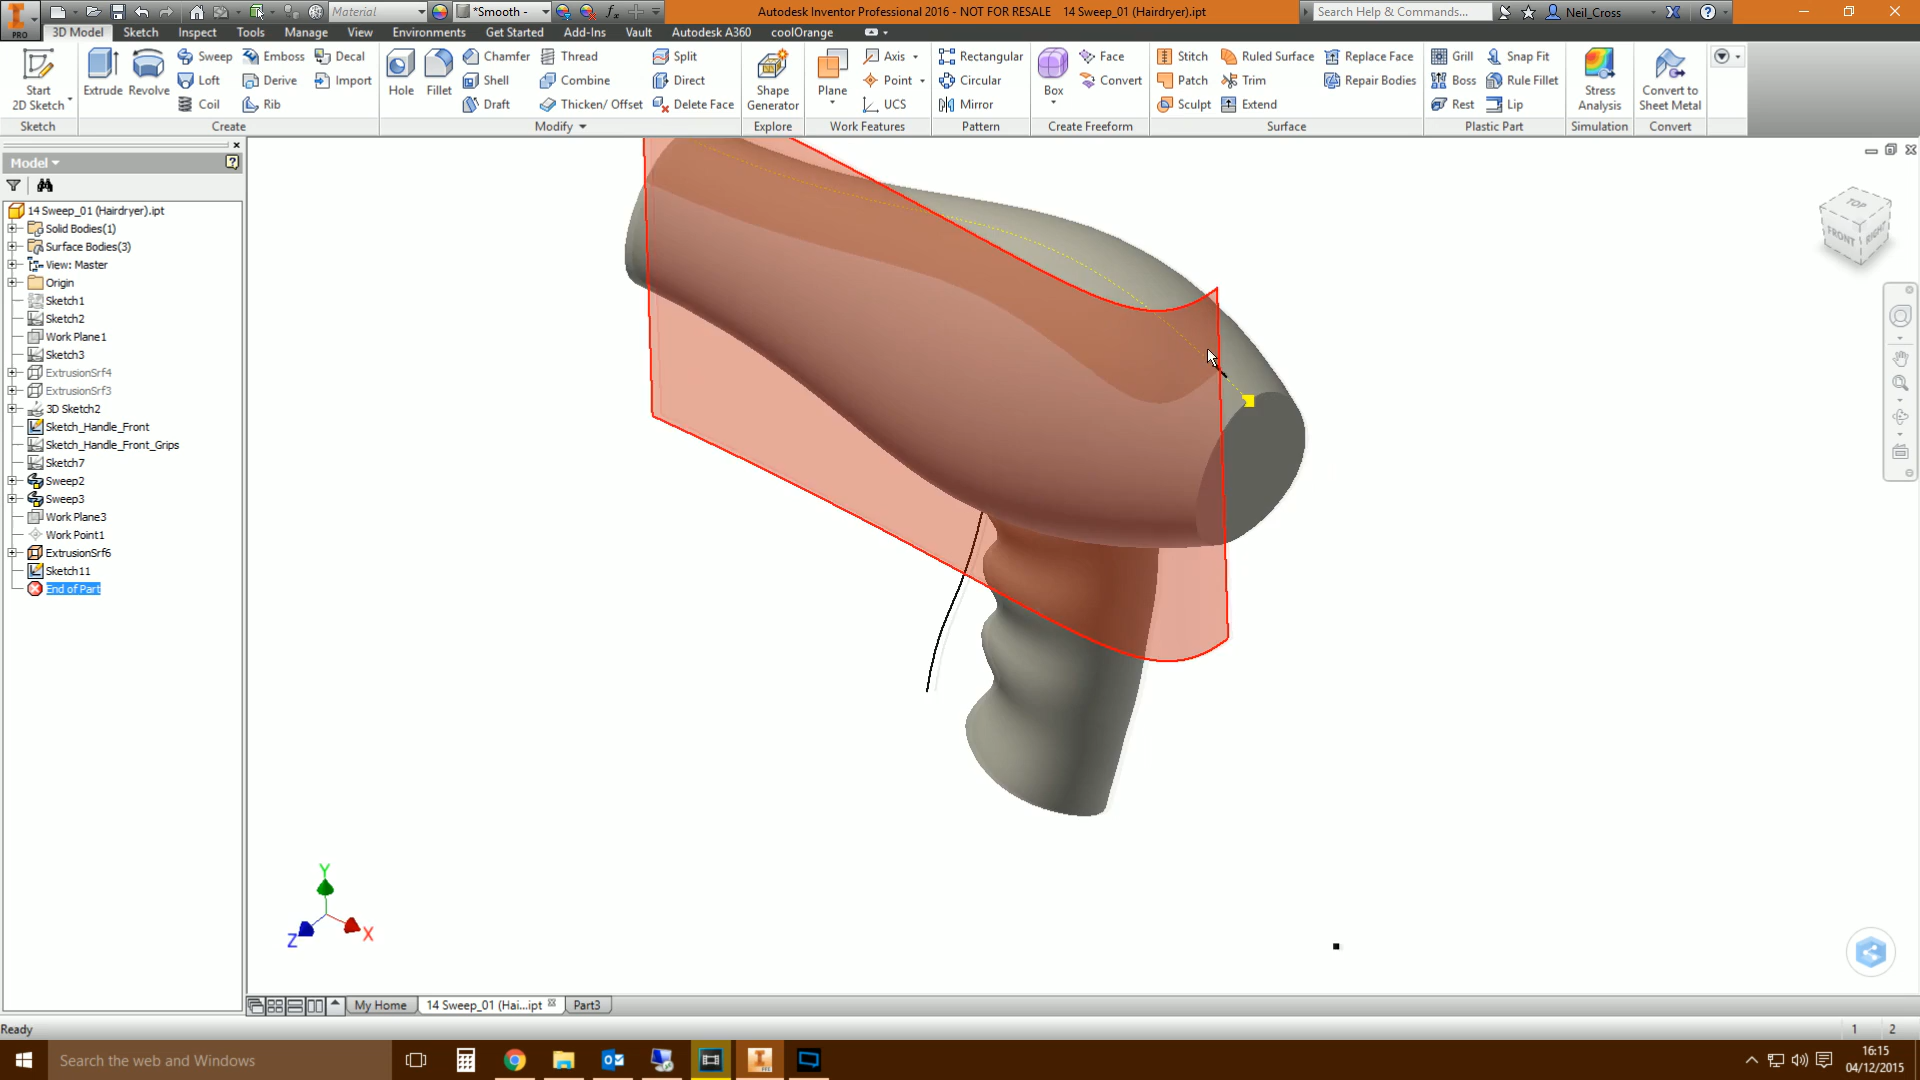 Material
*Smooth -
Autodesk Inventor Professional 2016 - NOT FOR RESALE 14 Sweep_01 (Hairdryer).ipt
Search Help & Commands...
Neil_Cross
PRO
3D Model Sketch Inspect Tools Manage View Environments Get Started Add-Ins Vault Autodesk A360 coolOrange
Start
2D Sketch
Extrude Revolve
Sweep
Loft
Coil
Emboss
Derive
Rib
Decal
Import
Hole Fillet
Chamfer
Shell
Draft
Thread
Combine
Thicken/ Offset
Split
Direct
Delete Face
Shape
Generator
Plane
Axis
Point
UCS
Rectangular
Circular
Mirror
Box
Face
Convert
Stitch
Patch
Sculpt
Ruled Surface
Trim
Extend
Replace Face
Repair Bodies
Grill
Boss
Rest
Snap Fit
Rule Fillet
Lip
Stress
Analysis
Convert to
Sheet Metal
Sketch Create Modify Explore Work Features Pattern Create Freeform Surface Plastic Part Simulation Convert
Model
14 Sweep_01 (Hairdryer).ipt
Solid Bodies(1)
Surface Bodies(3)
View: Master
Origin
Sketch1
Sketch2
Work Plane1
Sketch3
ExtrusionSrf4
ExtrusionSrf3
3D Sketch2
Sketch_Handle_Front
Sketch_Handle_Front_Grips
Sketch7
Sweep2
Sweep3
Work Plane3
Work Point1
ExtrusionSrf6
Sketch11
End of Part
TOP
FRONT
RIGHT
Y
Z
X
My Home 14 Sweep_01 (Hai...ipt Part3
Ready
1 2
Search the web and Windows
16:15
04/12/2015